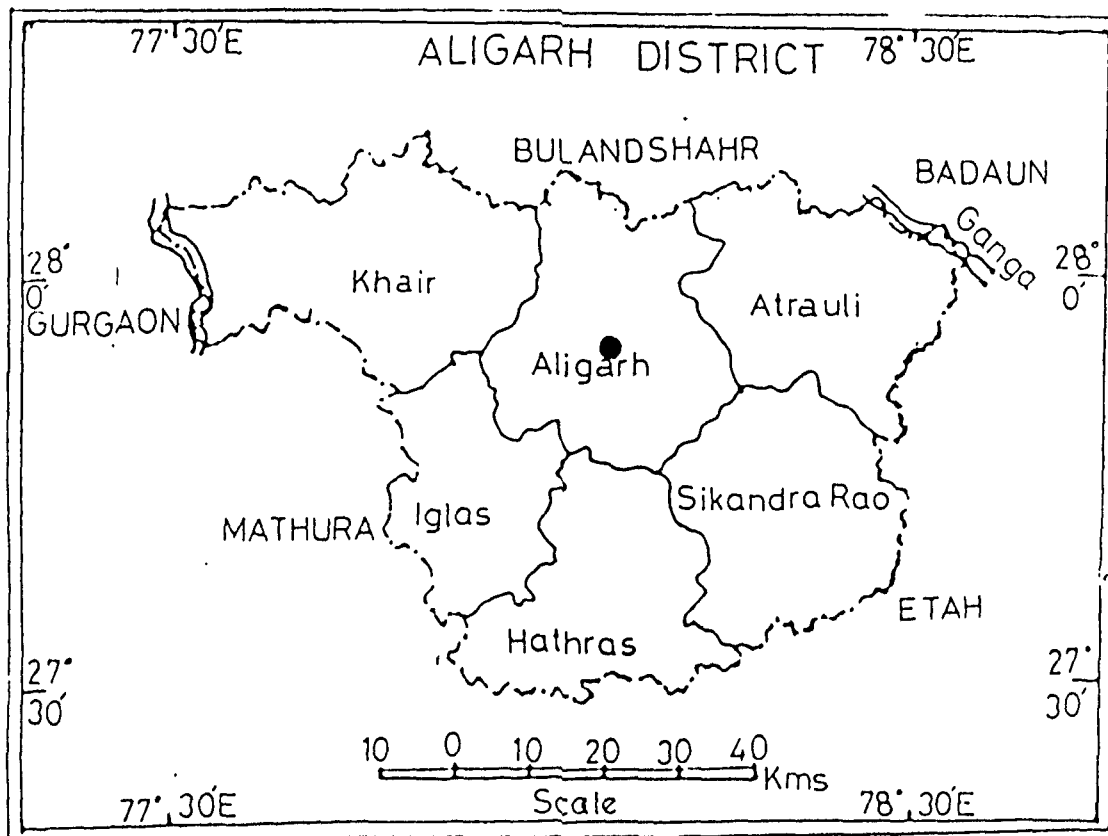 77° 30'E
ALIGARH DISTRICT
78° 30'E
BULANDSHAHR
BADAUN
Ganga
28°
0'
28°
0'
Khair
Atrauli
GURGAON
Aligarh
Sikandra Rao
Iglas
MATHURA
ETAH
Hathras
27°
30'
27°
30'
10 0 10 20 30 40
Kms
Scale
77° 30'E
78° 30'E